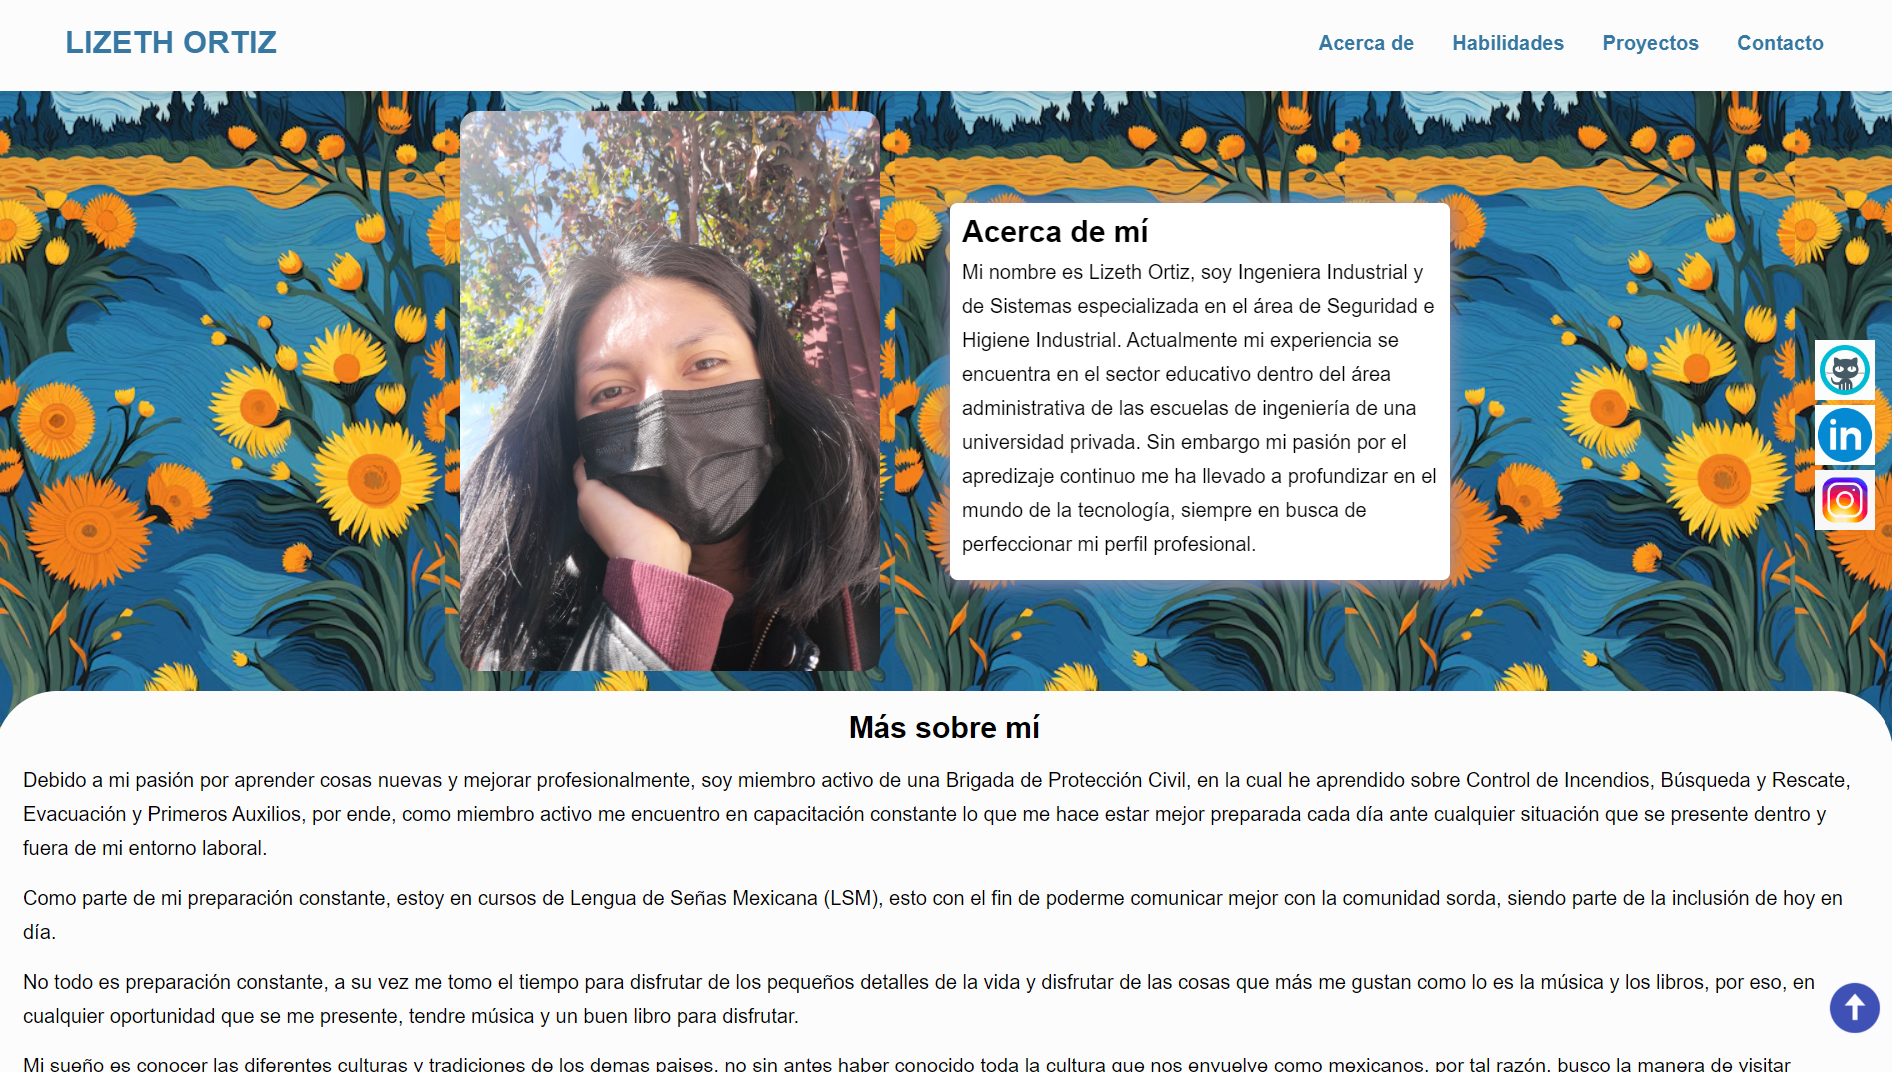 LIZETH ORTIZ
Acerca de
Habilidades
Proyectos
Contacto
Acerca de mí
Mi nombre es Lizeth Ortiz, soy Ingeniera Industrial y
de Sistemas especializada en el área de Seguridad e
Higiene Industrial. Actualmente mi experiencia se
encuentra en el sector educativo dentro del área
administrativa de las escuelas de ingeniería de una
universidad privada. Sin embargo mi pasión por el
apredizaje continuo me ha llevado a profundizar en el
mundo de la tecnología, siempre en busca de
perfeccionar mi perfil profesional.
in
Más sobre mí
Debido a mi pasión por aprender cosas nuevas y mejorar profesionalmente, soy miembro activo de una Brigada de Protección Civil, en la cual he aprendido sobre Control de Incendios, Búsqueda y Rescate,
Evacuación y Primeros Auxilios, por ende, como miembro activo me encuentro en capacitación constante lo que me hace estar mejor preparada cada día ante cualquier situación que se presente dentro y
fuera de mi entorno laboral.
Como parte de mi preparación constante, estoy en cursos de Lengua de Señas Mexicana (LSM), esto con el fin de poderme comunicar mejor con la comunidad sorda, siendo parte de la inclusión de hoy en
día.
No todo es preparación constante, a su vez me tomo el tiempo para disfrutar de los pequeños detalles de la vida y disfrutar de las cosas que más me gustan como lo es la música y los libros, por eso, en
cualquier oportunidad que se me presente, tendre música y un buen libro para disfrutar.
Mi sueño es conocer las diferentes culturas y tradiciones de los demas paises, no sin antes haber conocido toda la cultura que nos envuelve como mexicanos, por tal razón, busco la manera de visitar